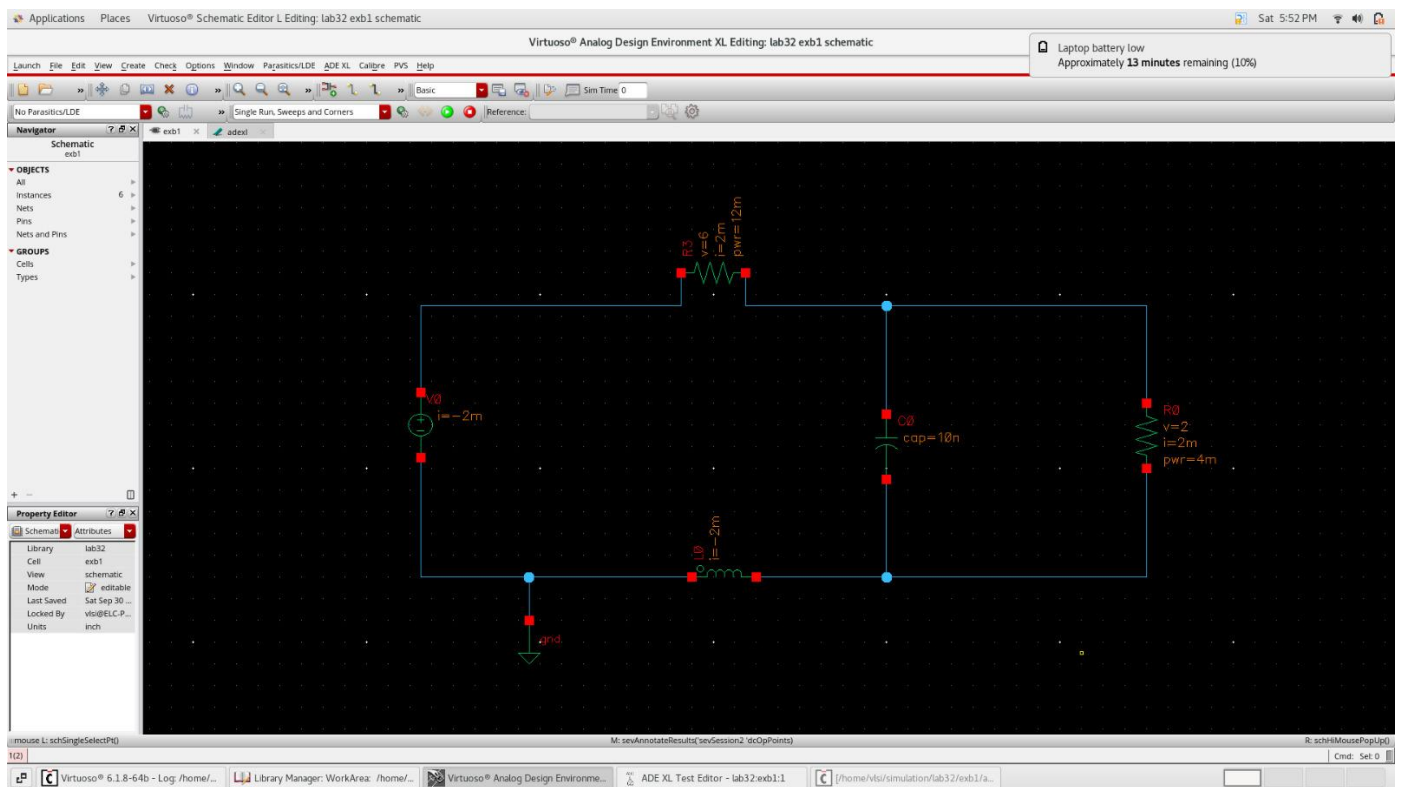 Applications Places Virtuoso® Schematic Editor L Editing: lab32 exb1 schematic
Sat 5:52 PM
Virtuoso® Analog Design Environment XL Editing: lab32 exb1 schematic
Laptop battery low
Approximately 13 minutes remaining (10%)
Launch File Edit View Create Check Options Window Parasitics/LDE ADE XL Calibre PVS Help
» » » » Basic Sim Time 0
No Parasitics/LDE » Single Run, Sweeps and Corners Reference:
Navigator ? X
exb1 × adexl ×
Schematic
exb1
OBJECTS
All
Instances 6
Nets
Pins
Nets and Pins
GROUPS
Cells
Types
R3
v=6
i=2m
pwr=12m
V0
i=-2m
C0
cap=10n
R0
v=2
i=2m
pwr=4m
L0
i=-2m
gnd
+ -
Property Editor ? X
Schemati Attributes
Library lab32
Cell exb1
View schematic
Mode editable
Last Saved Sat Sep 30 ...
Locked By vlsi@ELC-P...
Units inch
mouse L: schSingleSelectPt() M: sevAnnotateResults('sevSession2 'dcOpPoints) R: schHiMousePopUp()
1(2) Cmd: Sel: 0
Virtuoso® 6.1.8-64b - Log: /home/... Library Manager: WorkArea: /home/... Virtuoso® Analog Design Environme... ADE XL Test Editor - lab32:exb1:1 [/home/vlsi/simulation/lab32/exb1/a...